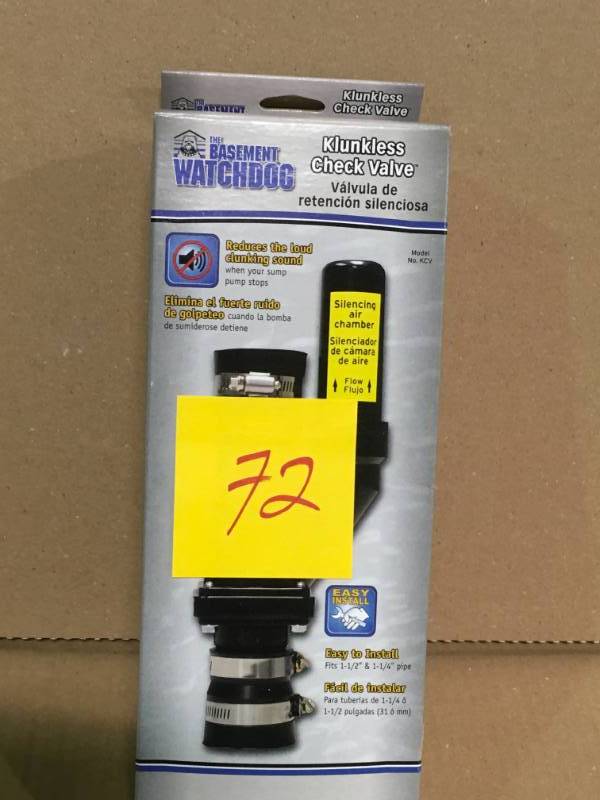 THE BASEMENT
Klunkless
Check Valve
THE
BASEMENT
WATCHDOG
Klunkless
Check Valve™
Válvula de
retención silenciosa
Model
No. KCV
Reduces the loud
clunking sound
when your sump
pump stops
Elimina el fuerte ruido
de golpeteo cuando la bomba
de sumiderose detiene
Silencing
air
chamber
Silenciador
de cámara
de aire
Flow
Flujo
72
EASY
INSTALL
Easy to Install
Fits 1-1/2" & 1-1/4" pipe
Fácil de instalar
Para tuberías de 1-1/4 ó
1-1/2 pulgadas (31 ó mm)